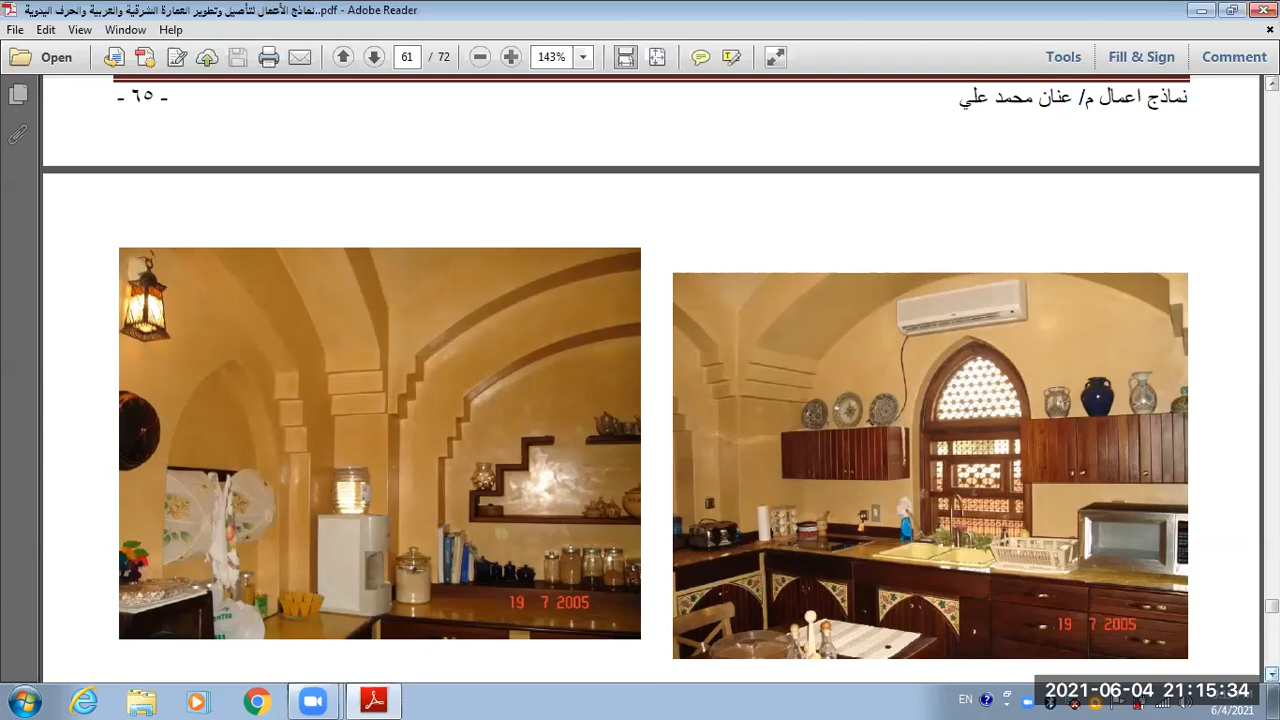 نماذج الأعمال لتأصيل وتطوير العمارة الشرقية والعربية والحرف اليدوية..pdf - Adobe Reader
File Edit View Window Help
Open 61 / 72 143% Tools Fill & Sign Comment
نماذج اعمال م/ عنان محمد علي
- ٦٥ -
19 7 2005
19 7 2005
EN
2021-06-04 21:15:34
6/4/2021